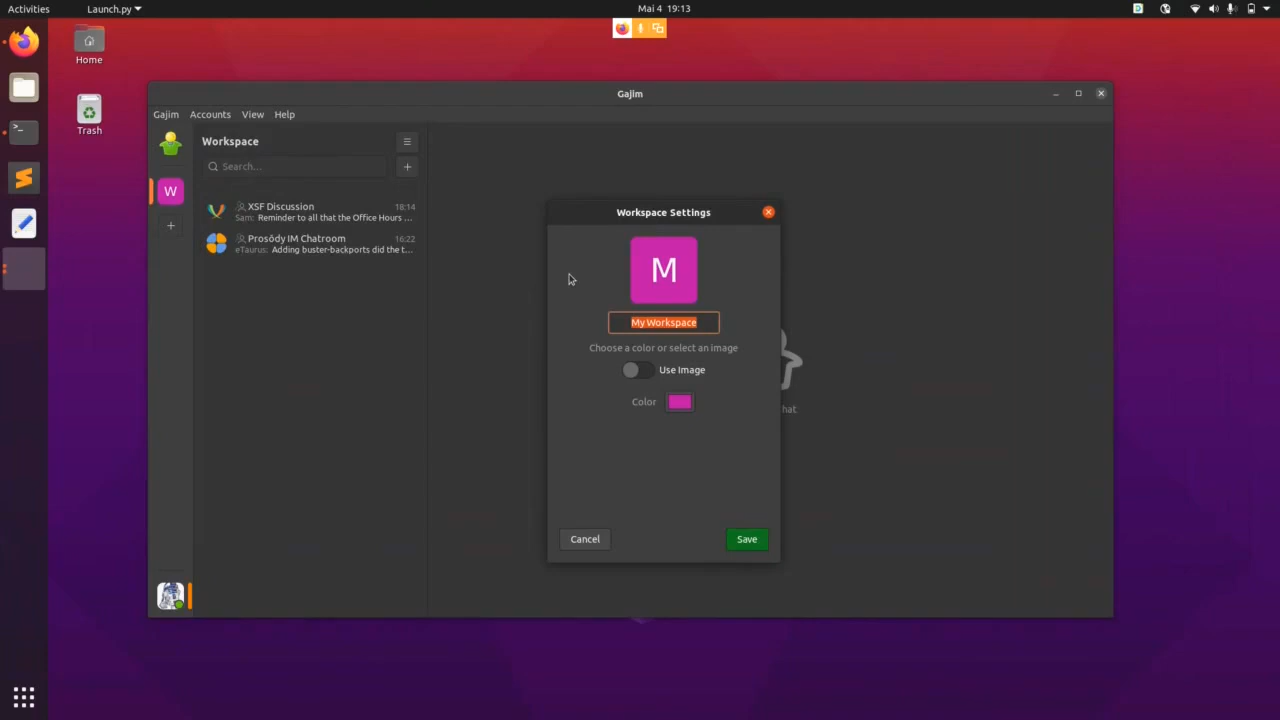 Activities
Launch.py
Mai 4 19:13
Home
Trash
Gajim
Gajim Accounts View Help
Workspace
Search...
W
XSF Discussion 18:14
Sam: Reminder to all that the Office Hours ...
Prosŏdy IM Chatroom 16:22
eTaurus: Adding buster-backports did the t...
Workspace Settings
M
My Workspace
Choose a color or select an image
Use Image
Color
Cancel
Save
hat